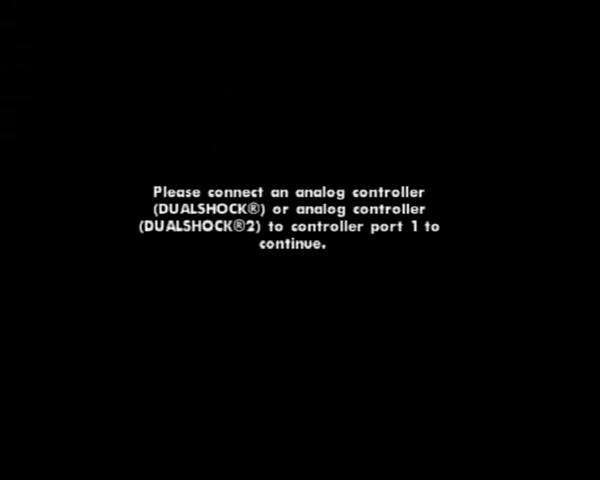 Please connect an analog controller
(DUALSHOCK®) or analog controller
(DUALSHOCK®2) to controller port 1 to
continue.